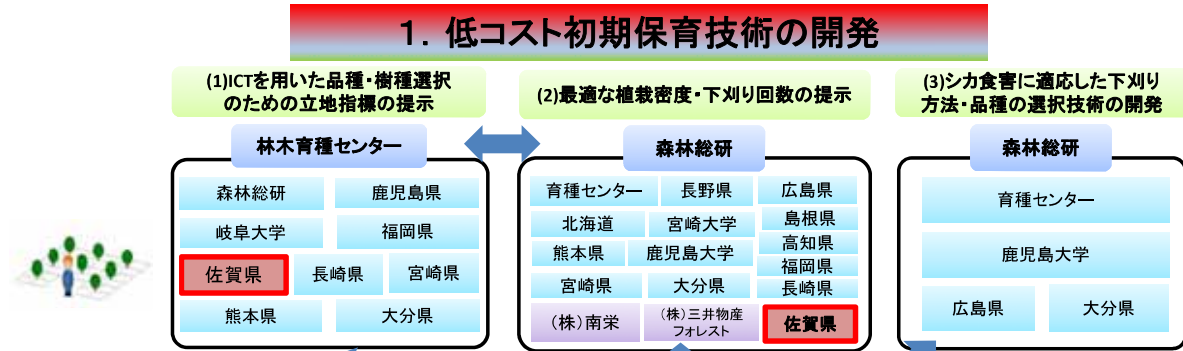 1. 低コスト初期保育技術の開発
(1)ICTを用いた品種・樹種選択
のための立地指標の提示
林木育種センター
森林総研
鹿児島県
岐阜大学
福岡県
佐賀県
長崎県
宮崎県
熊本県
大分県
(2)最適な植栽密度・下刈り回数の提示
森林総研
育種センター
長野県
広島県
北海道
宮崎大学
島根県
熊本県
鹿児島大学
高知県
福岡県
宮崎県
大分県
長崎県
(株)南栄
(株)三井物産
フォレスト
佐賀県
(3)シカ食害に適応した下刈り
方法・品種の選択技術の開発
森林総研
育種センター
鹿児島大学
広島県
大分県